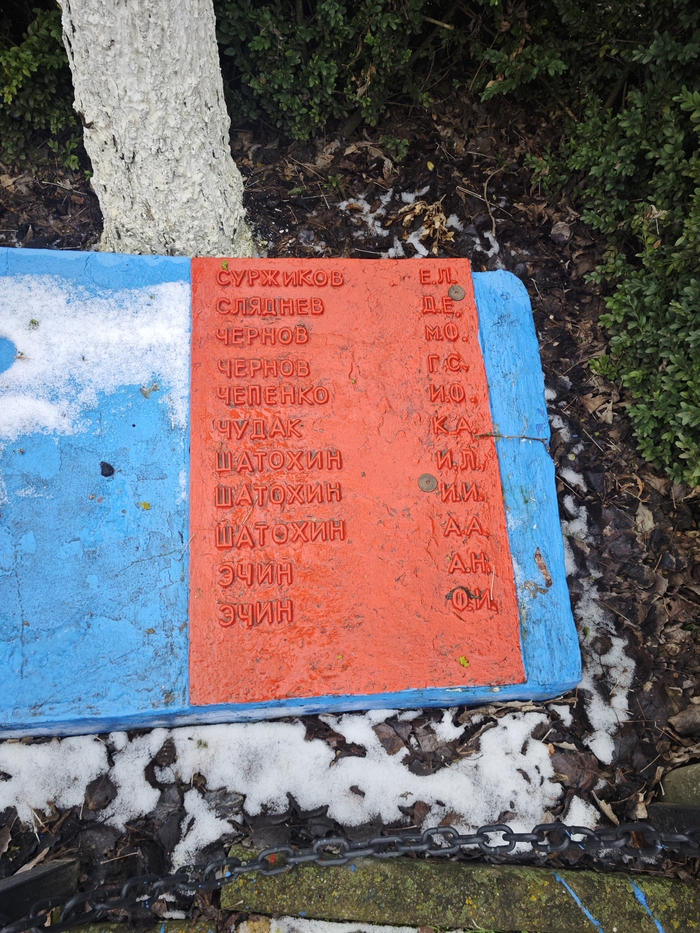 СУРЖИКОВ Е.Л.
СЛЯДНЕВ Д.Е.
ЧЕРНОВ М.Ф.
ЧЕРНОВ Г.С.
ЧЕПЕНКО И.Ф.
ЧУДАК К.А.
ШАТОХИН И.Л.
ШАТОХИН И.И.
ШАТОХИН А.А.
ЭЧИН А.Н.
ЭЧИН О.И.